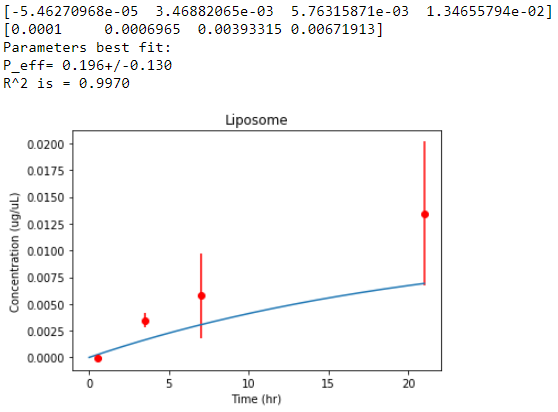 [-5.46270968e-05 3.46882065e-03 5.76315871e-03 1.34655794e-02]
[0.0001 0.0006965 0.00393315 0.00671913]
Parameters best fit:
P_eff= 0.196+/-0.130
R^2 is = 0.9970
Liposome
0.0200
0.0175
0.0150
0.0125
0.0100
0.0075
0.0050
0.0025
0.0000
Concentration (ug/uL)
0 5 10 15 20
Time (hr)